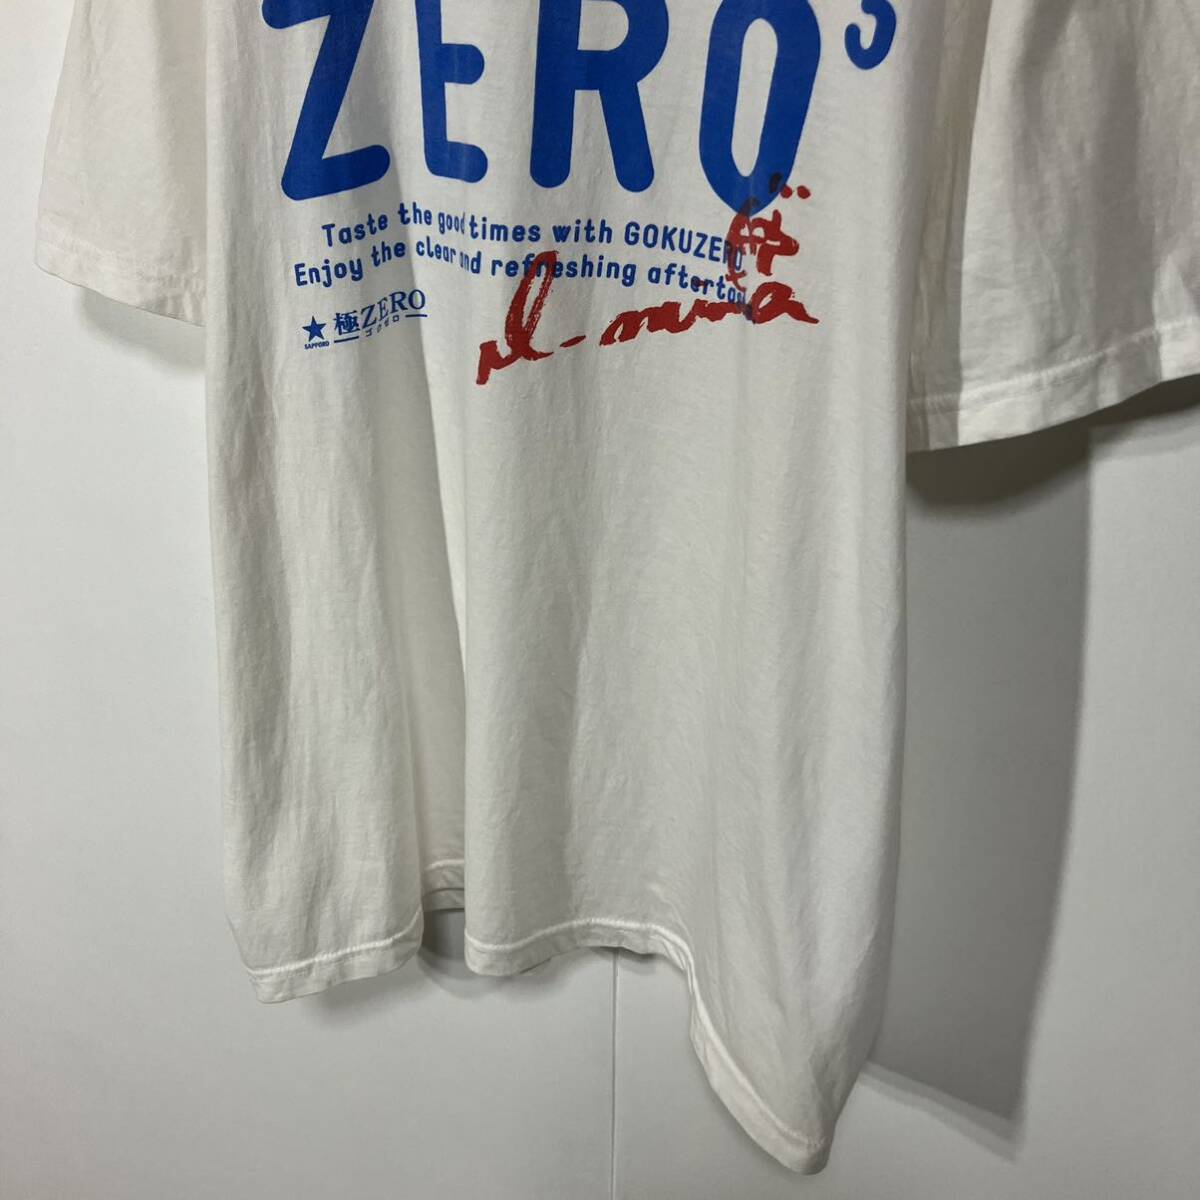 ZERO³
Taste the good times with GOKUZERO
Enjoy the clear and refreshing afterta
SAPPORO
極ZERO
ゴクゼロ